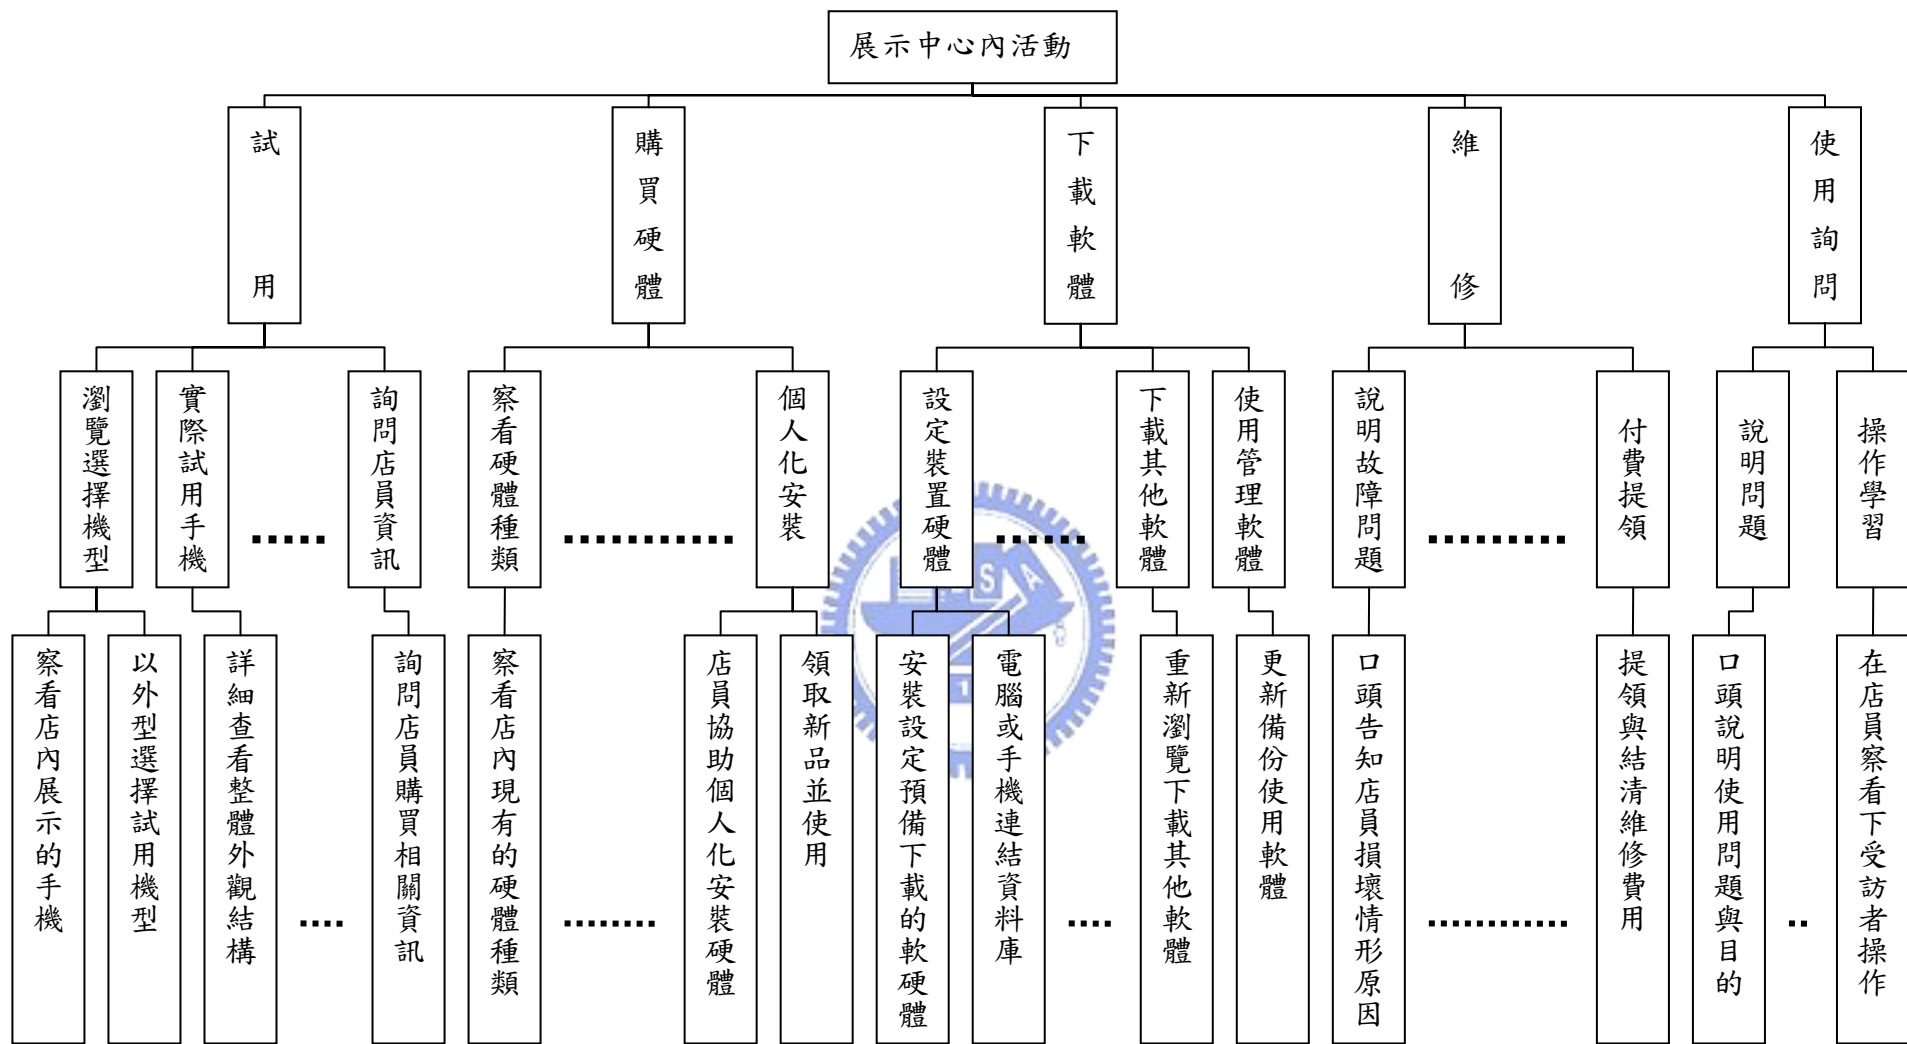 展示中心內活動
試用
購買硬體
下載軟體
維修
使用詢問
瀏覽選擇機型
實際試用手機
詢問店員資訊
察看硬體種類
個人化安裝
設定裝置硬體
下載其他軟體
使用管理軟體
說明故障問題
付費提領
說明問題
操作學習
察看店內展示的手機
以外型選擇試用機型
詳細查看整體外觀結構
詢問店員購買相關資訊
察看店內現有的硬體種類
店員協助個人化安裝硬體
領取新品並使用
安裝設定預備下載的軟硬體
電腦或手機連結資料庫
重新瀏覽下載其他軟體
更新備份使用軟體
口頭告知店員損壞情形原因
提領與結清維修費用
口頭說明使用問題與目的
在店員察看下受訪者操作